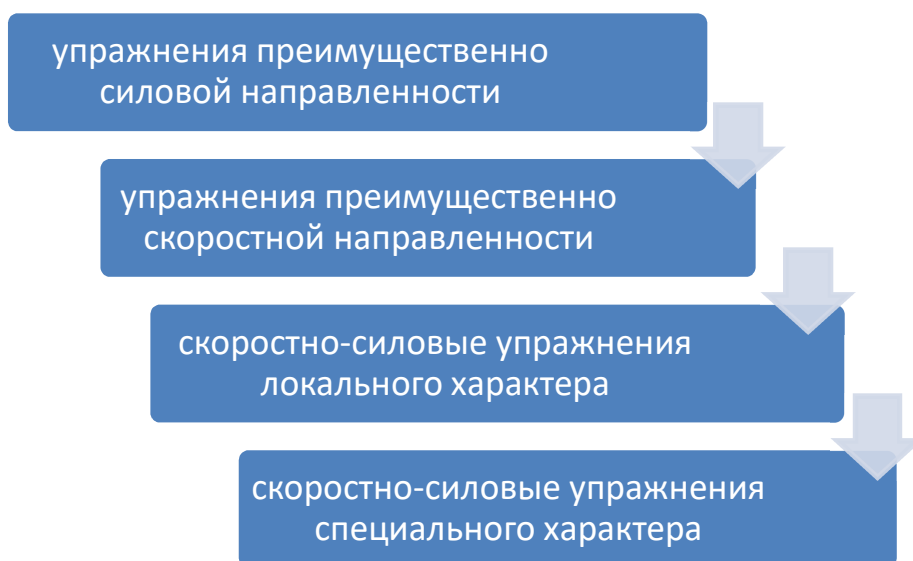 упражнения преимущественно
силовой направленности
упражнения преимущественно
скоростной направленности
скоростно-силовые упражнения
локального характера
скоростно-силовые упражнения
специального характера